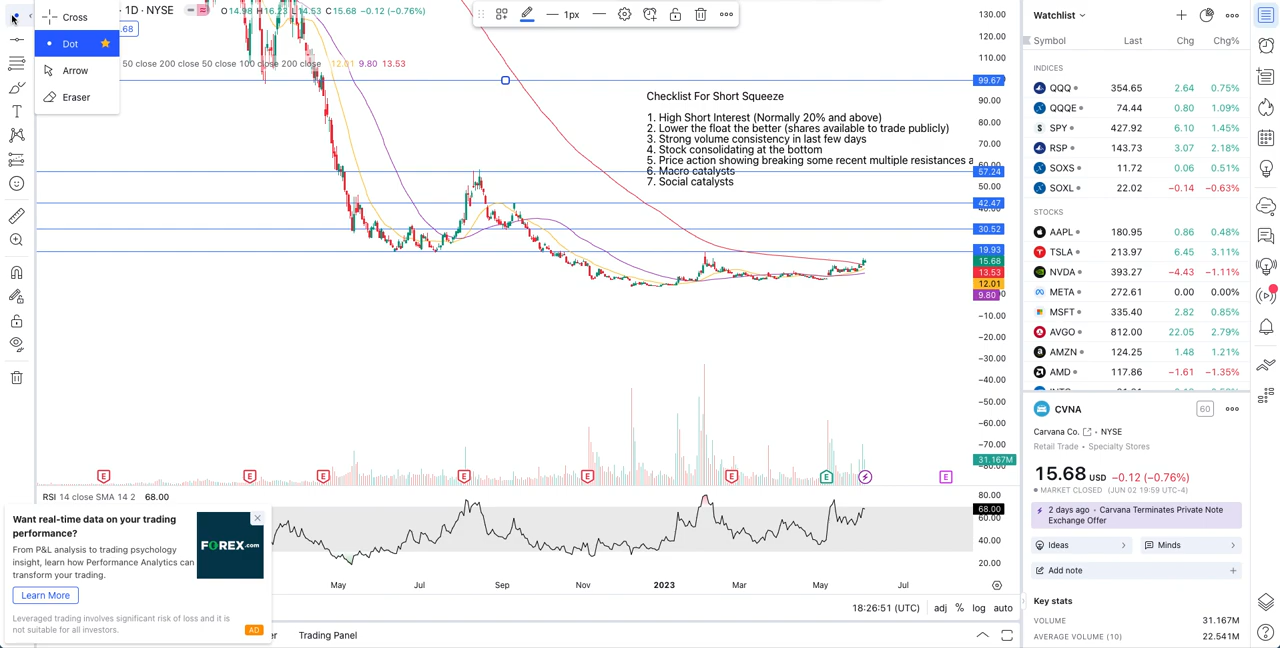 Cross
Dot
Arrow
Eraser
1D · NYSE
O14.98 H16.23 L14.53 C15.68 −0.12 (−0.76%)
.68
1px
50 close 200 close 50 close 100 close 200 close 12.01 9.80 13.53
Checklist For Short Squeeze
1. High Short Interest (Normally 20% and above)
2. Lower the float the better (shares available to trade publicly)
3. Strong volume consistency in last few days
4. Stock consolidating at the bottom
5. Price action showing breaking some recent multiple resistances a
6. Macro catalysts
7. Social catalysts
130.00
110.00
99.67
90.00
80.00
70.00
57.24
50.00
42.47
30.52
19.93
15.68
13.53
12.01
9.80
−10.00
−20.00
−30.00
−40.00
−50.00
−60.00
−70.00
31.167M
E E E E E E E E
RSI 14 close SMA 14 2 68.00
80.00
68.00
60.00
40.00
20.00
May Jul Sep Nov 2023 Mar May Jul
18:26:51 (UTC) adj % log auto
er Trading Panel
Want real-time data on your trading
performance?
From P&L analysis to trading psychology
insight, learn how Performance Analytics can
transform your trading.
Learn More
FOREX.com
Leveraged trading involves significant risk of loss and it is
not suitable for all investors.
AD
Watchlist
Symbol Last Chg Chg%
INDICES
QQQ 354.65 2.64 0.75%
QQQE 74.44 0.80 1.09%
SPY 427.92 6.10 1.45%
RSP 143.73 3.07 2.18%
SOXS 11.72 0.06 0.51%
SOXL 22.02 −0.14 −0.63%
STOCKS
AAPL 180.95 0.86 0.48%
TSLA 213.97 6.45 3.11%
NVDA 393.27 −4.43 −1.11%
META 272.61 0.00 0.00%
MSFT 335.40 2.82 0.85%
AVGO 812.00 22.05 2.79%
AMZN 124.25 1.48 1.21%
AMD 117.86 −1.61 −1.35%
CVNA
60
Carvana Co. · NYSE
Retail Trade · Specialty Stores
15.68 USD −0.12 (−0.76%)
MARKET CLOSED (JUN 02 19:59 UTC-4)
2 days ago · Carvana Terminates Private Note
Exchange Offer
Ideas
Minds
Add note
Key stats
VOLUME 31.167M
AVERAGE VOLUME (10) 22.541M